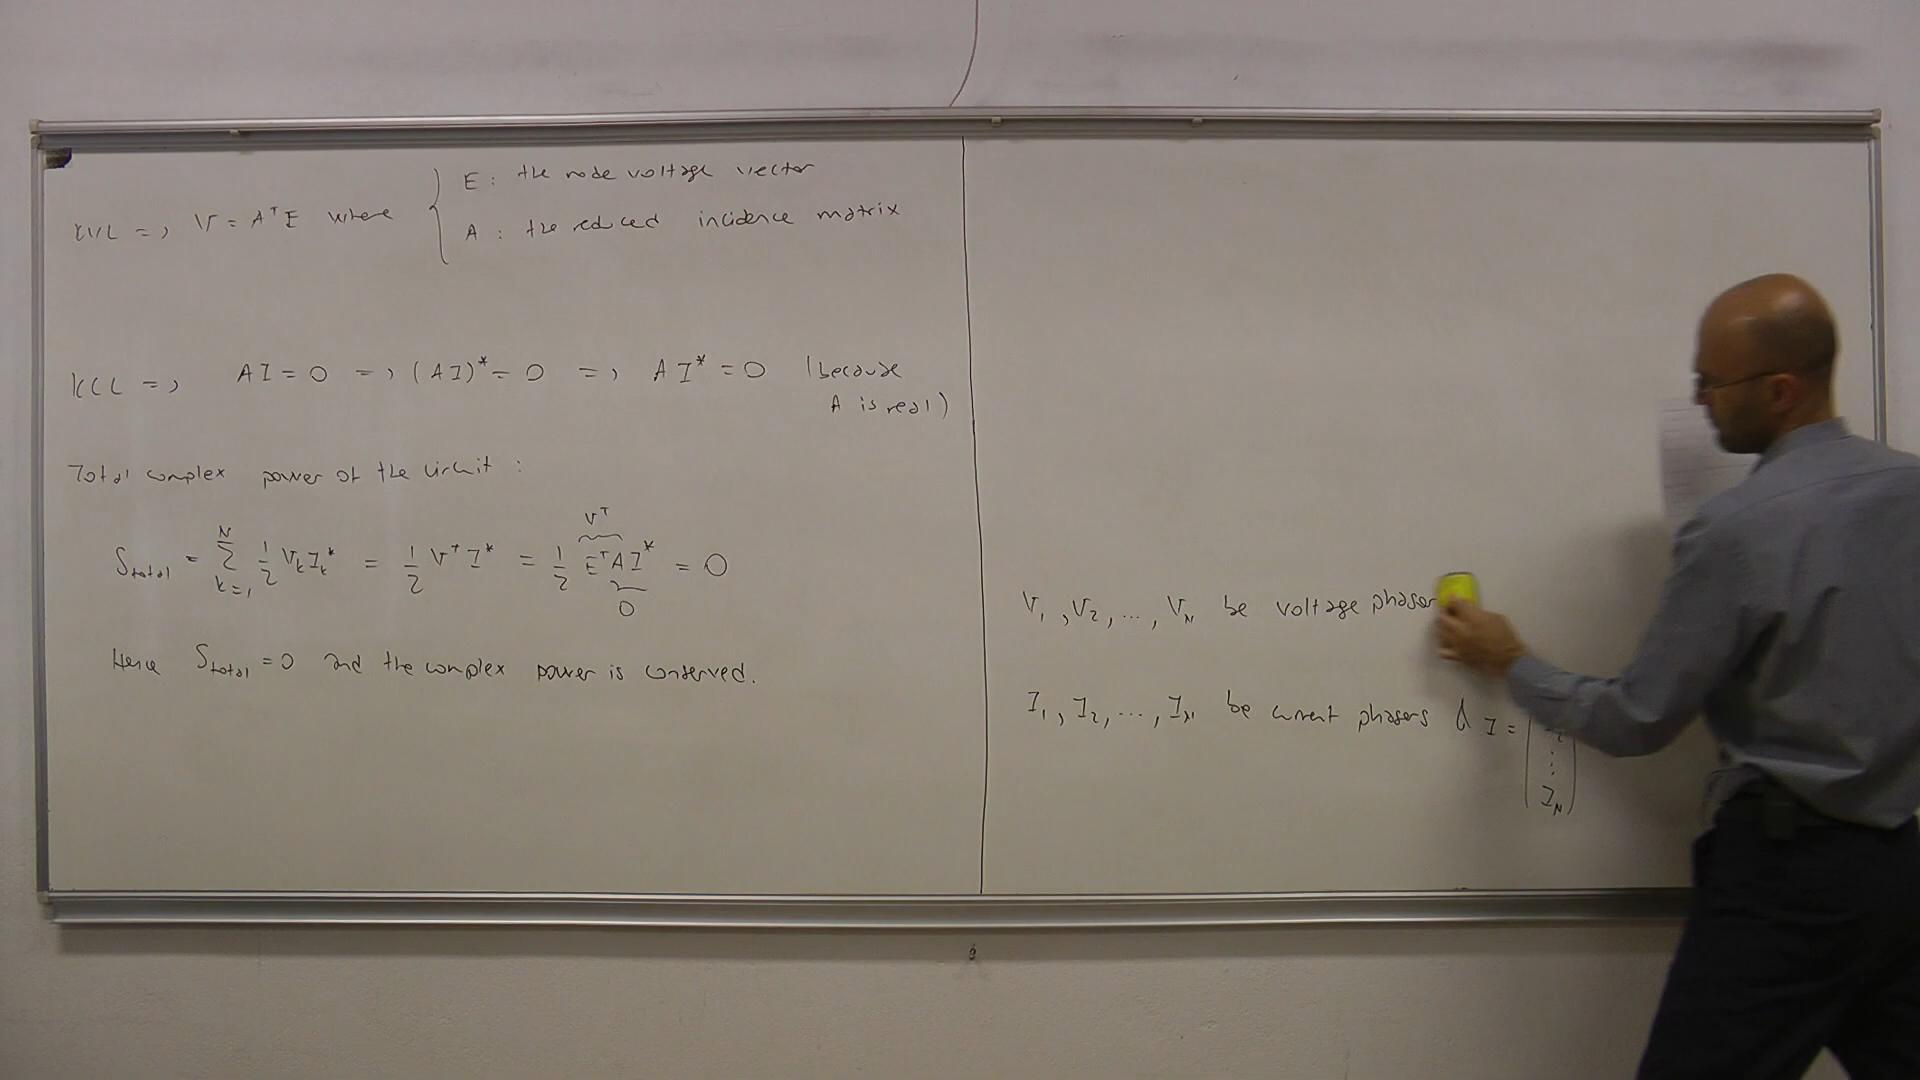 KVL => V = AᵀE where { E : the node voltage vector
A : the reduced incidence matrix
KCL => AI = 0 => (AI)* = 0 => AI* = 0 (because
A is real)
Total complex power of the circuit :
S_total = Σ_{k=1}^{N} 1/2 V_k I_k* = 1/2 Vᵀ I* = 1/2 EᵀA I* = 0
Vᵀ
0
Hence S_total = 0 and the complex power is conserved.
V₁, V₂, ..., V_N be voltage phasor
I₁, I₂, ..., I_N be current phasors & I =
⋮
I_N